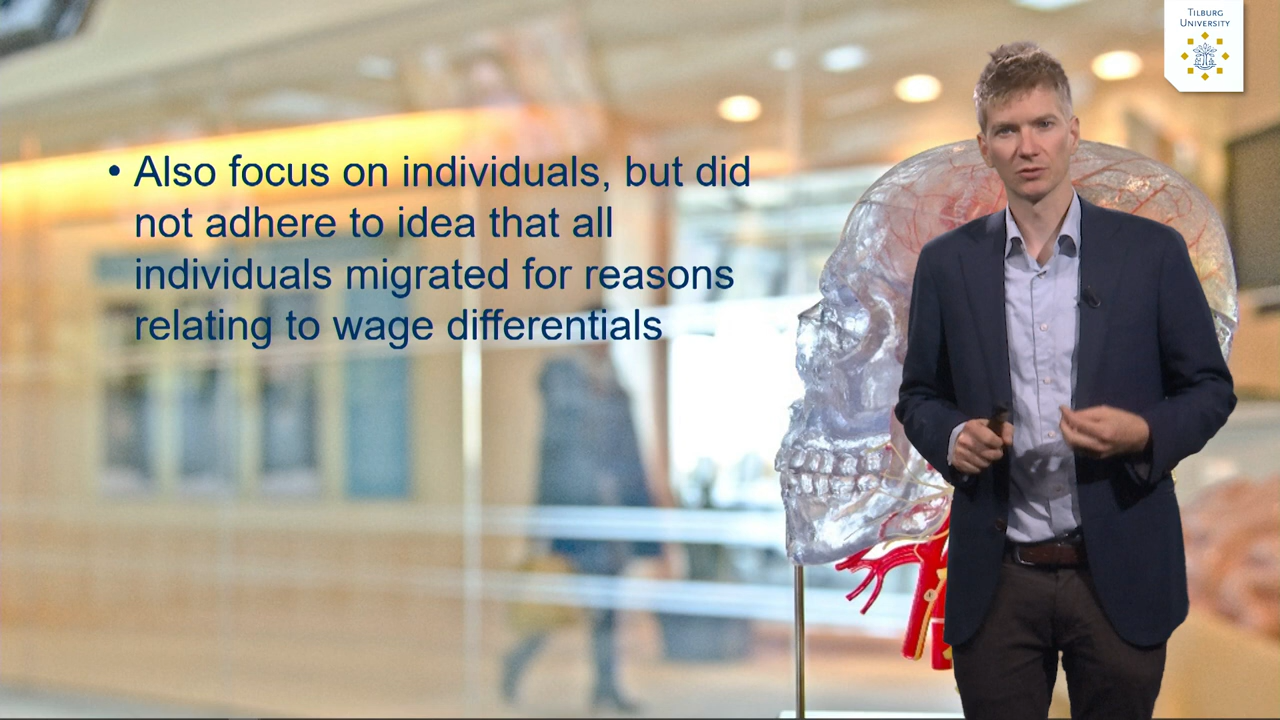 TILBURG
UNIVERSITY
• Also focus on individuals, but did
not adhere to idea that all
individuals migrated for reasons
relating to wage differentials